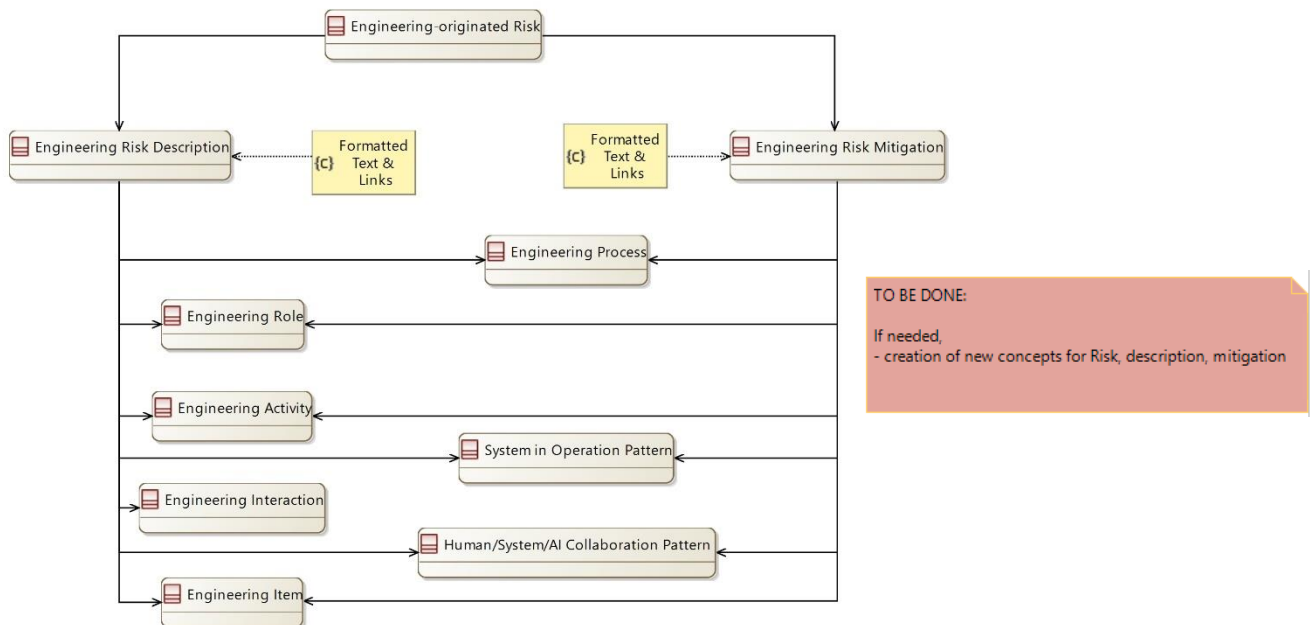 Engineering-originated Risk
Engineering Risk Description
{C}
Formatted
Text &
Links
{C}
Formatted
Text &
Links
Engineering Risk Mitigation
Engineering Process
TO BE DONE:
If needed,
- creation of new concepts for Risk, description, mitigation
Engineering Role
Engineering Activity
System in Operation Pattern
Engineering Interaction
Human/System/AI Collaboration Pattern
Engineering Item